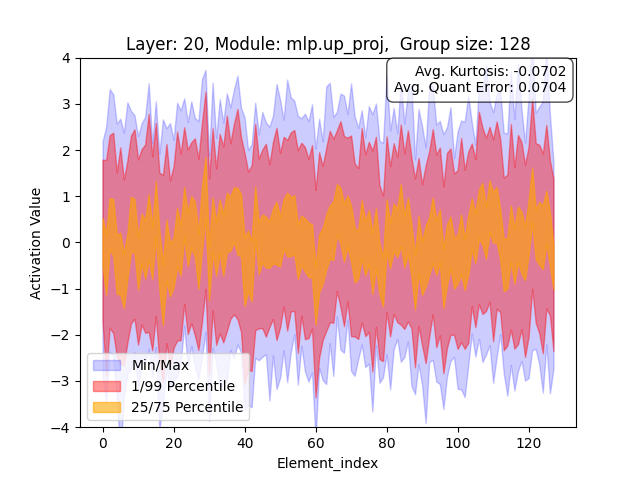 Layer: 20, Module: mlp.up_proj,  Group size: 128
Avg. Kurtosis: -0.0702
Avg. Quant Error: 0.0704
4
3
2
1
0
−1
−2
−3
−4
Activation Value
Min/Max
1/99 Percentile
25/75 Percentile
0 20 40 60 80 100 120
Element_index